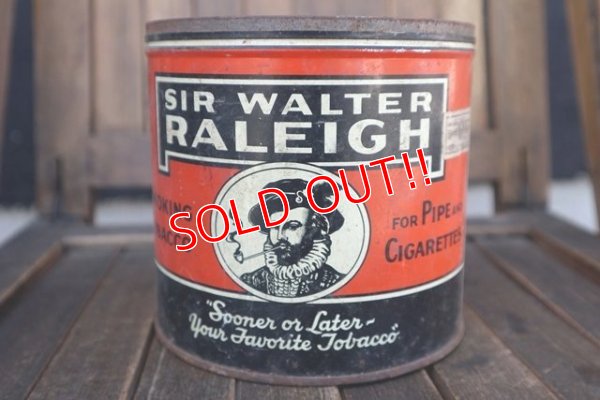 SIR WALTER
RALEIGH
SOLD OUT!!
FOR PIPE AND
CIGARETTES
"Sooner or Later-
Your Favorite Tobacco"